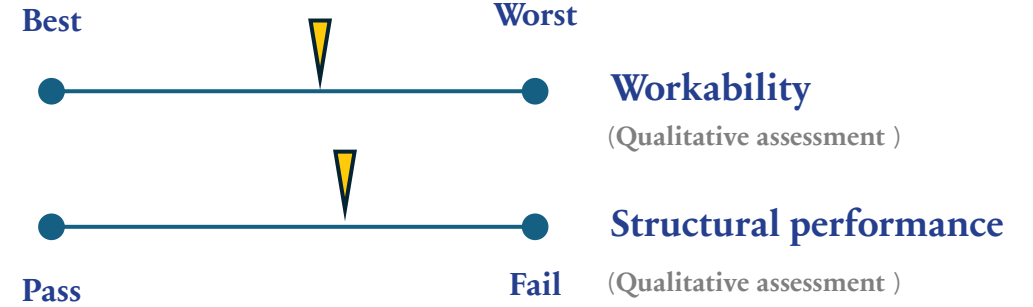 Best
Worst
Workability
(Qualitative assessment )
Structural performance
Pass
Fail
(Qualitative assessment )